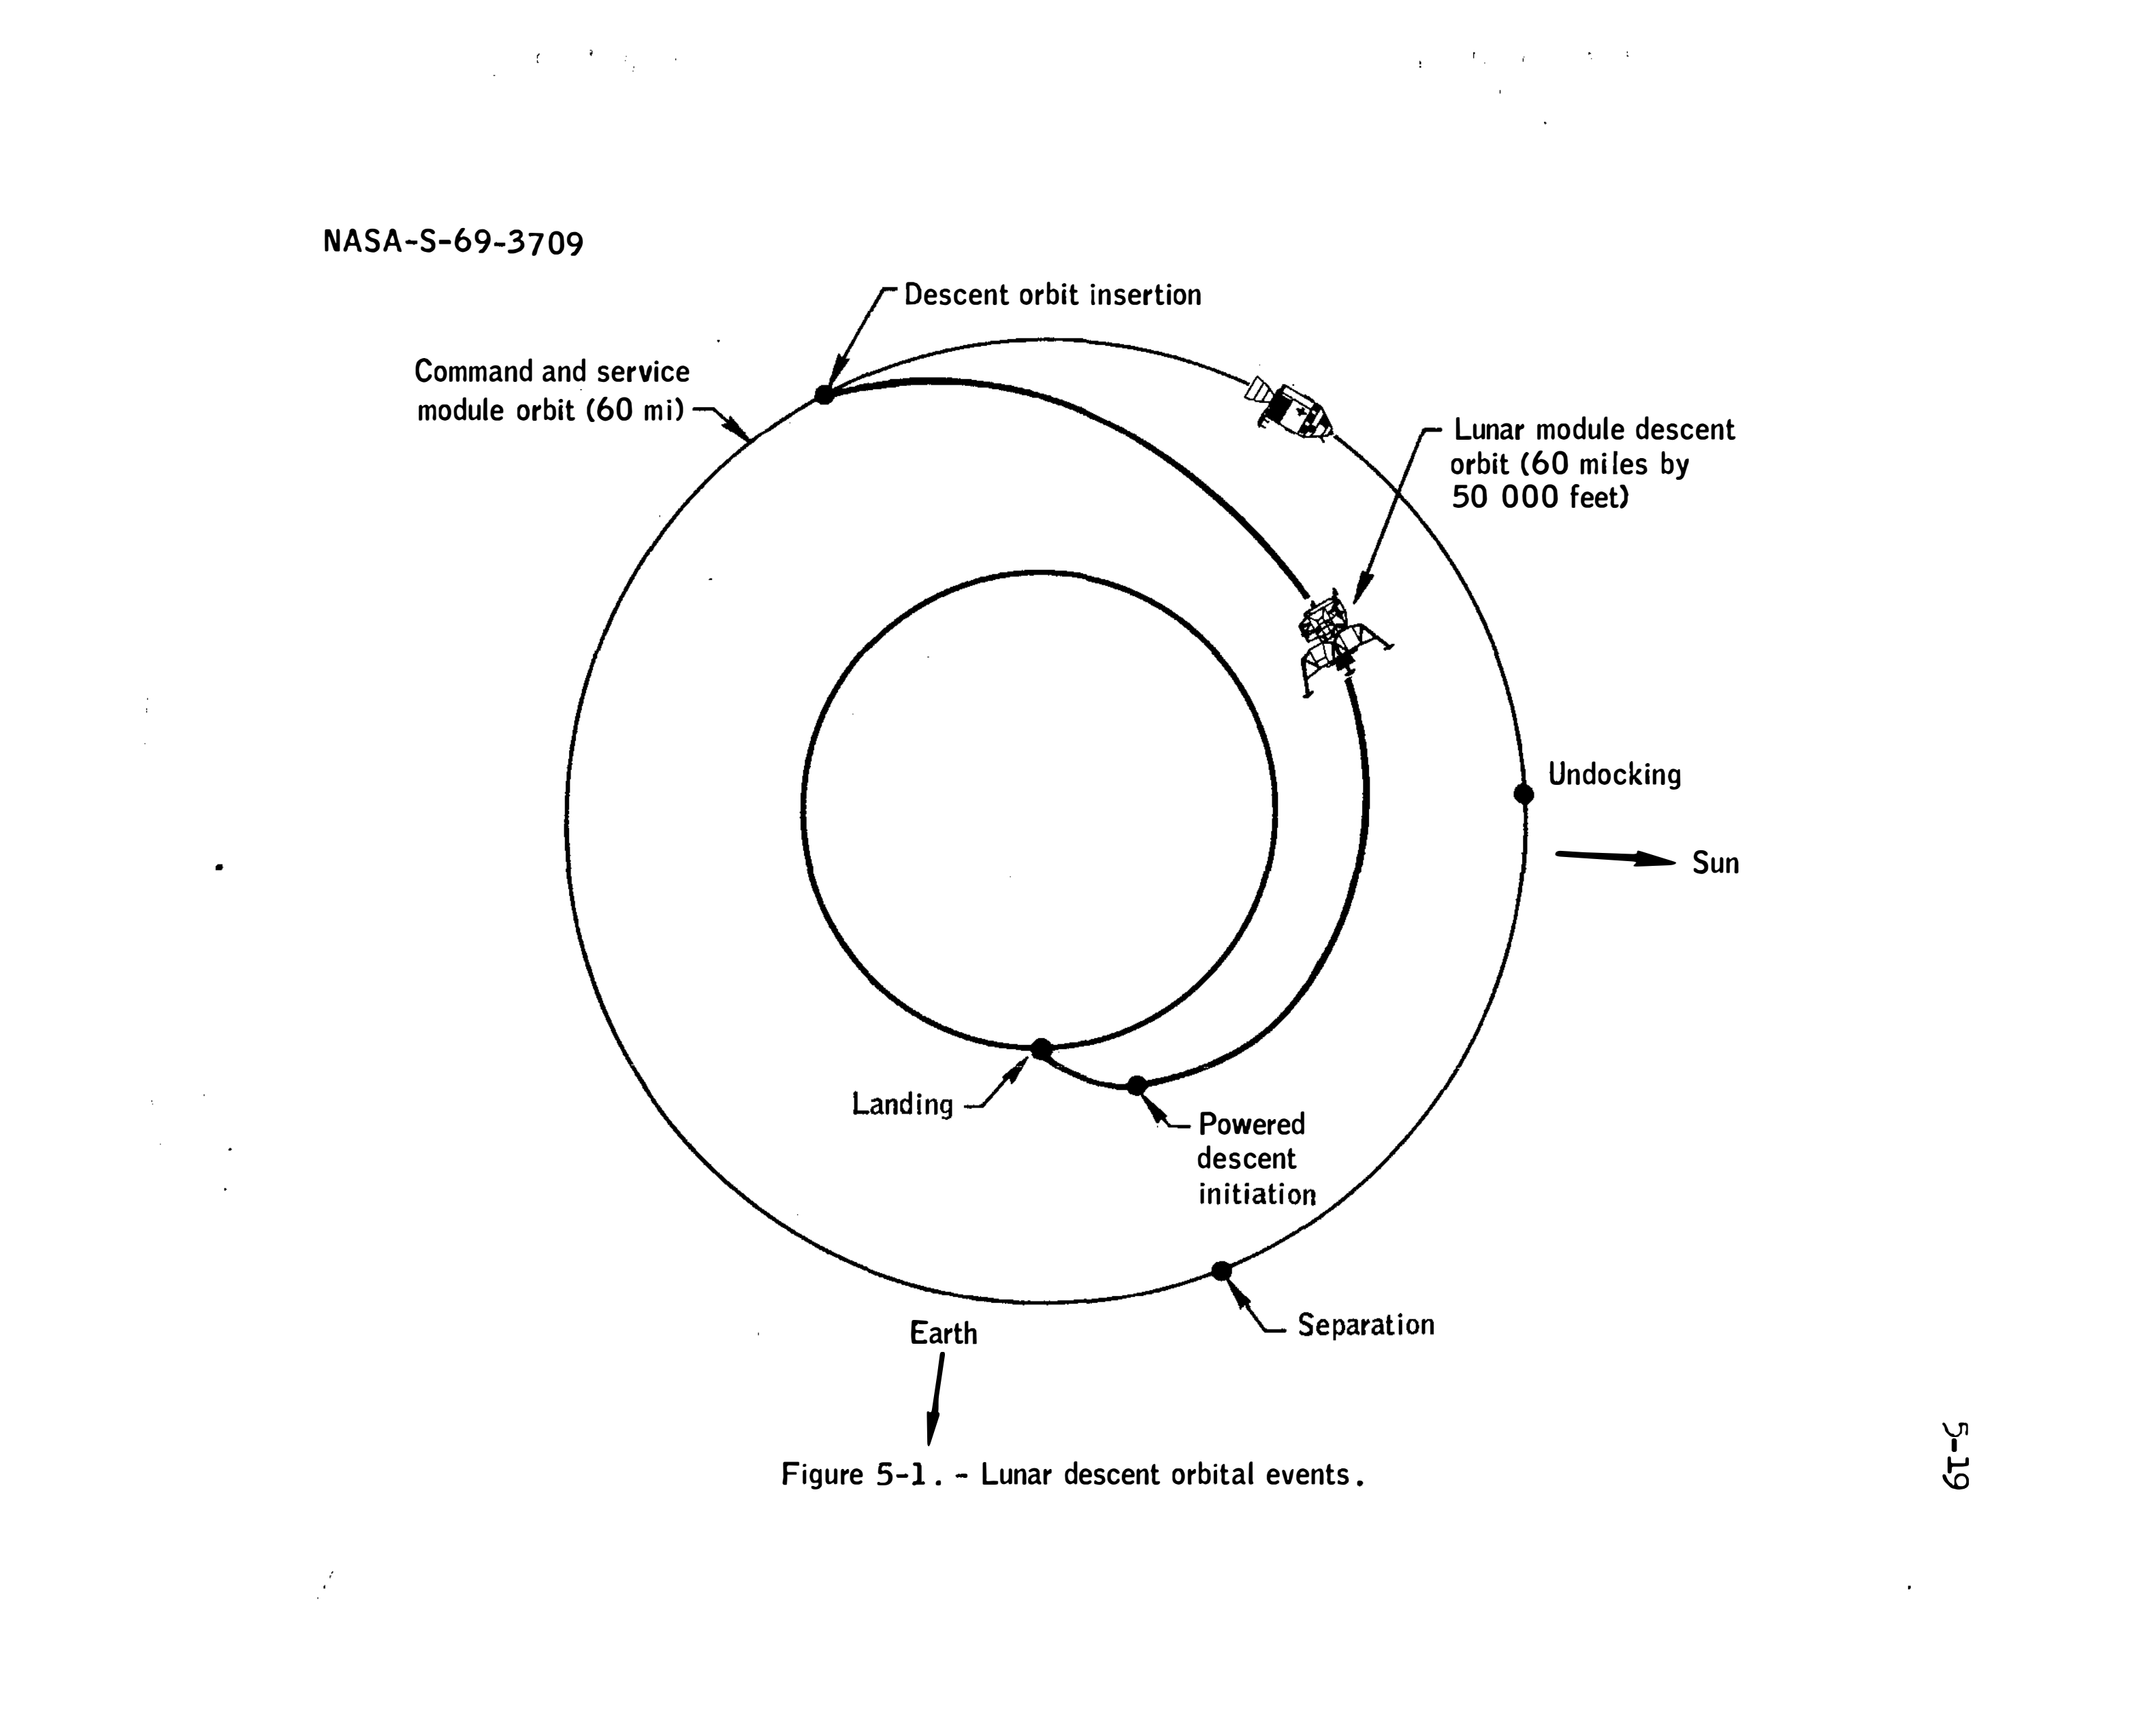 NASA-S-69-3709
Descent orbit insertion
Command and service
module orbit (60 mi)
Lunar module descent
orbit (60 miles by
50 000 feet)
Undocking
Sun
Landing
Powered
descent
initiation
Separation
Earth
Figure 5-1. - Lunar descent orbital events.
5-19